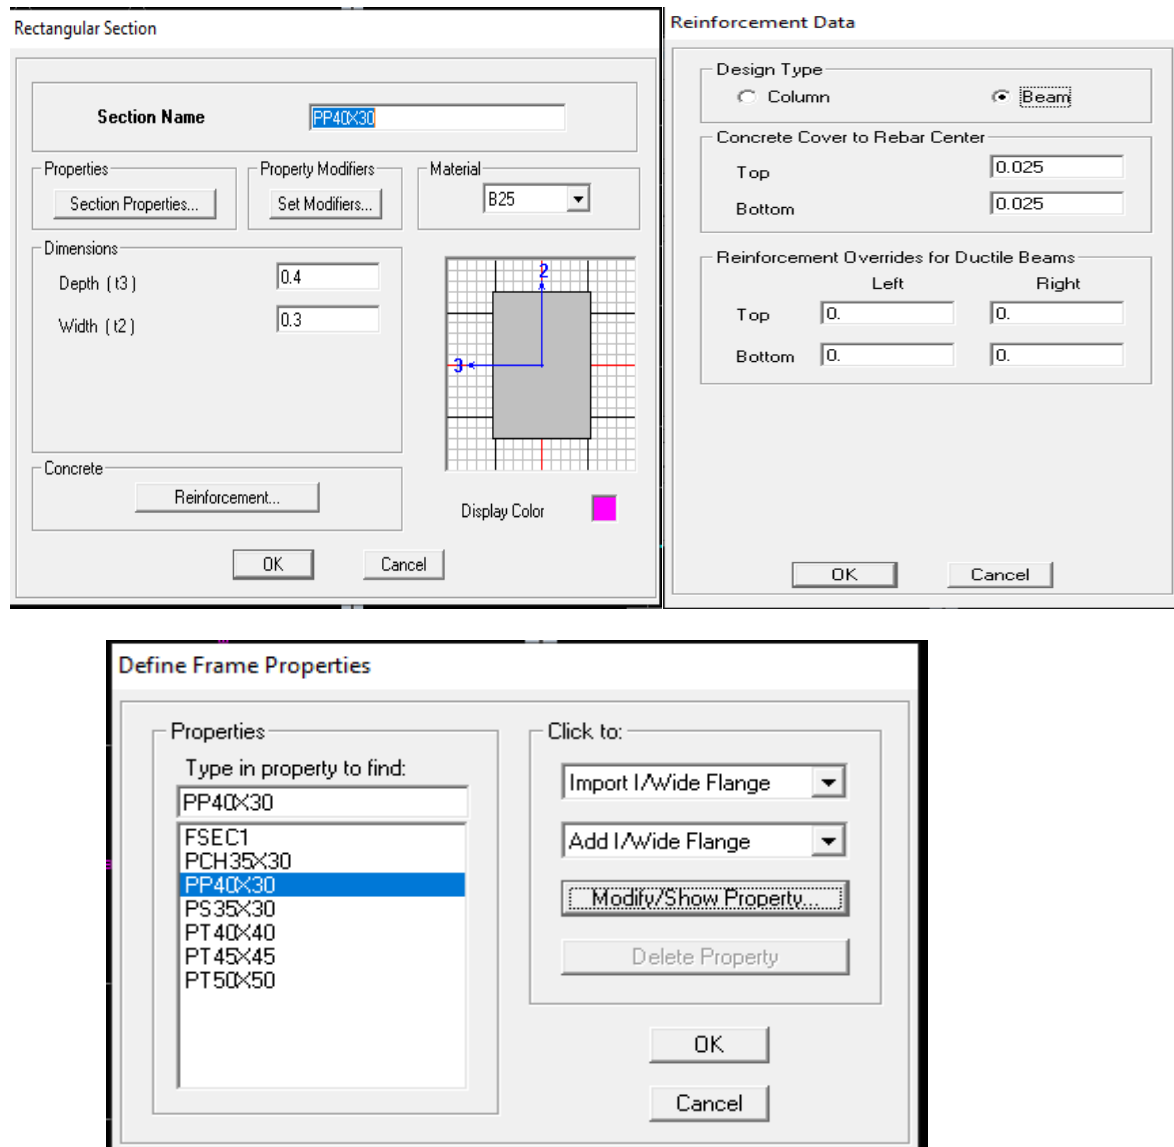 Rectangular Section
Section Name
PP40X30
Properties
Section Properties...
Property Modifiers
Set Modifiers...
Material
B25
Dimensions
Depth ( t3 )
0.4
Width ( t2 )
0.3
2
3
Concrete
Reinforcement...
Display Color
OK
Cancel
Reinforcement Data
Design Type
Column
Beam
Concrete Cover to Rebar Center
Top
0.025
Bottom
0.025
Reinforcement Overrides for Ductile Beams
Left Right
Top 0. 0.
Bottom 0. 0.
OK
Cancel
Define Frame Properties
Properties
Type in property to find:
PP40X30
FSEC1
PCH35X30
PP40X30
PS35X30
PT40X40
PT45X45
PT50X50
Click to:
Import I/Wide Flange
Add I/Wide Flange
Modify/Show Property...
Delete Property
OK
Cancel